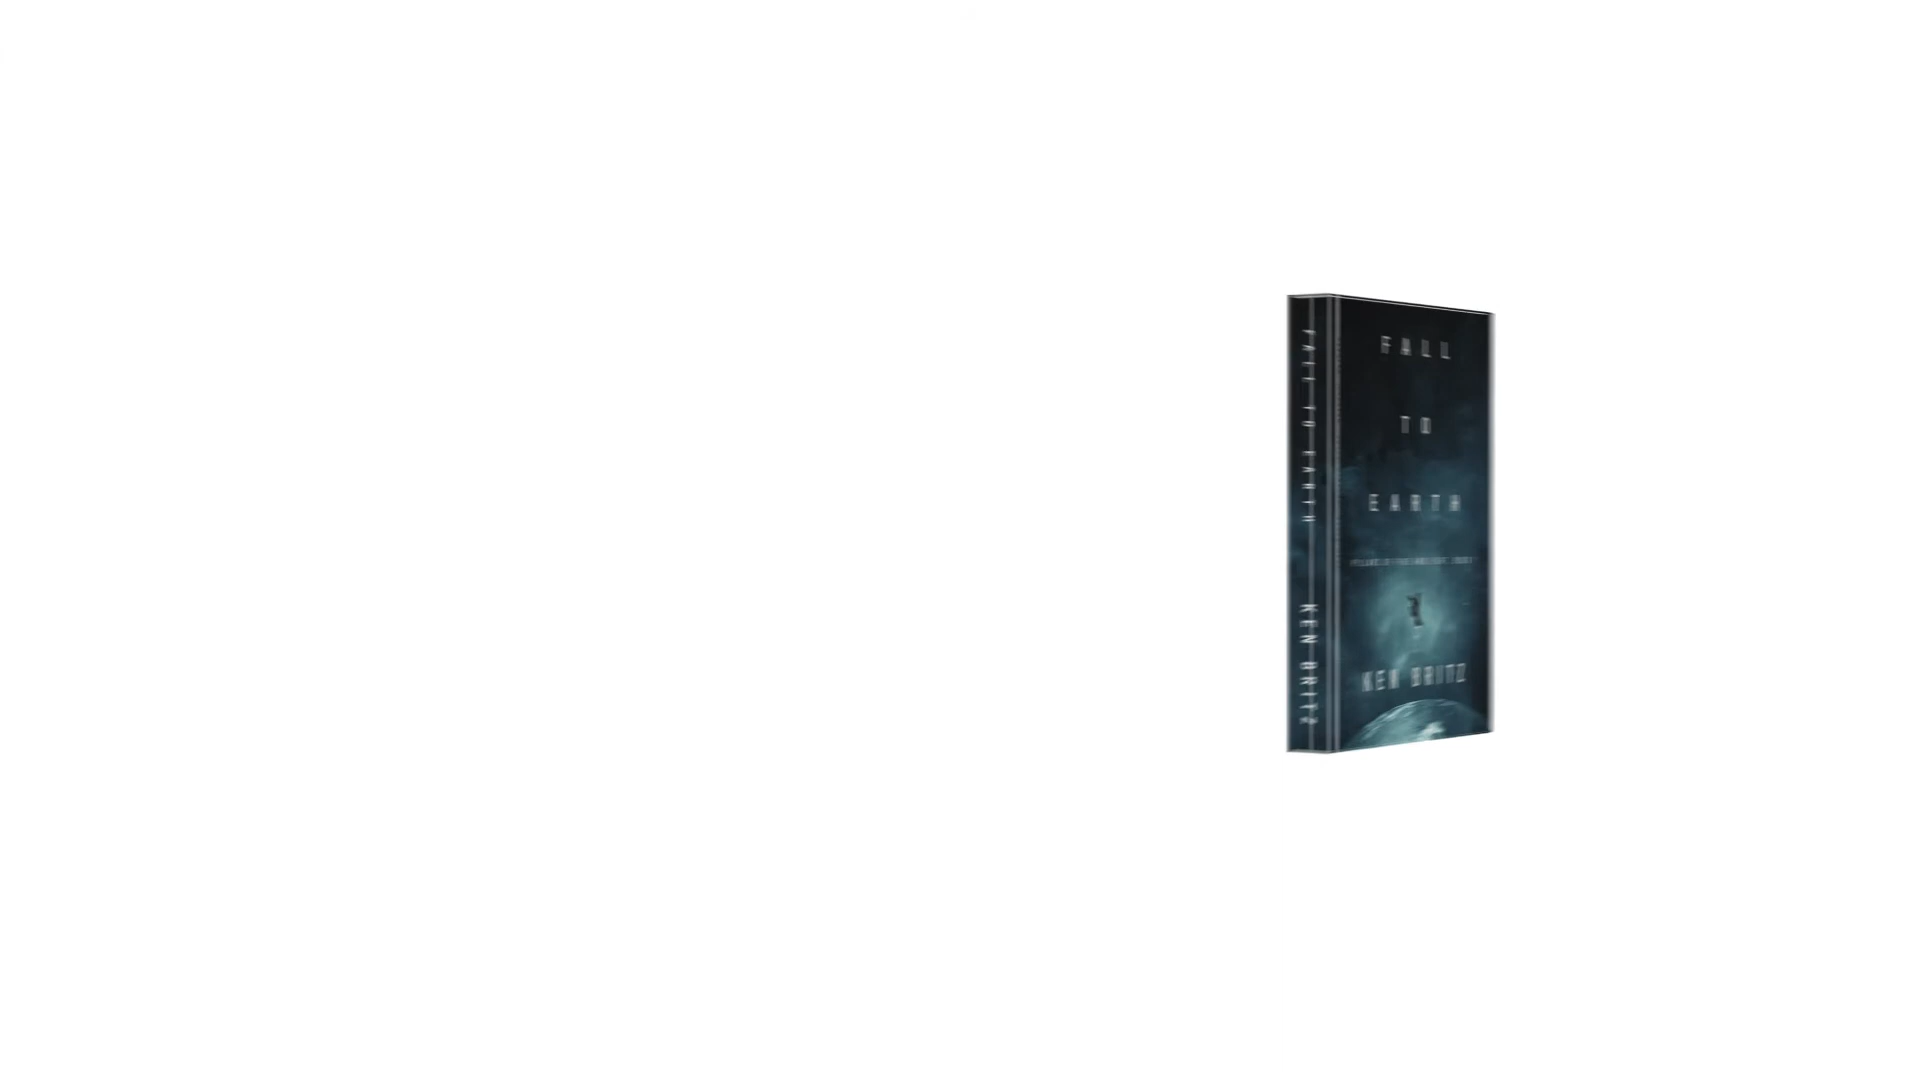 FALL TO EARTH KEN BRITZ
FALL
TO
EARTH
KEN BRITZ